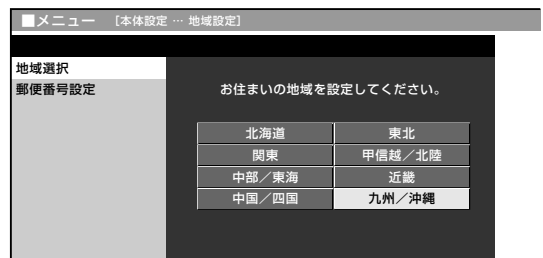 ■メニュー [本体設定 … 地域設定]
地域選択
郵便番号設定
お住まいの地域を設定してください。
北海道 東北
関東 甲信越／北陸
中部／東海 近畿
中国／四国 九州／沖縄